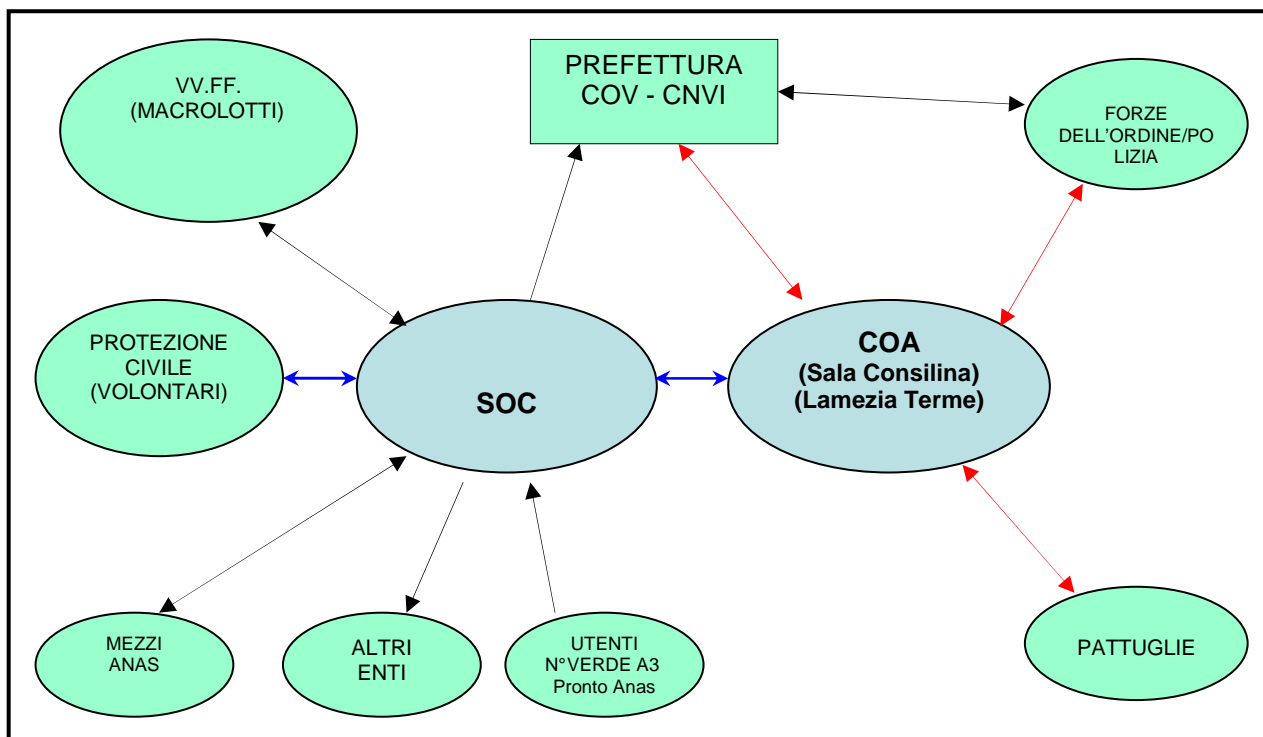 VV.FF.
(MACROLOTTI)
PREFETTURA
COV - CNVI
FORZE
DELL'ORDINE/PO
LIZIA
PROTEZIONE
CIVILE
(VOLONTARI)
SOC
COA
(Sala Consilina)
(Lamezia Terme)
MEZZI
ANAS
ALTRI
ENTI
UTENTI
N°VERDE A3
Pronto Anas
PATTUGLIE